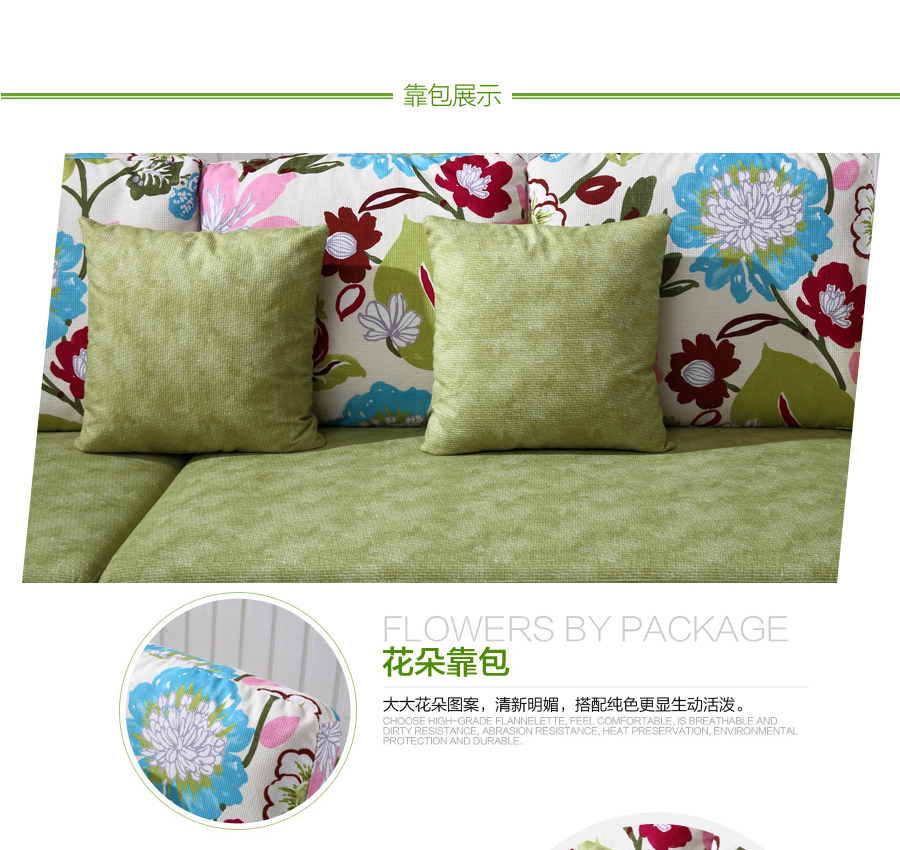 靠包展示
FLOWERS BY PACKAGE
花朵靠包
大大花朵图案，清新明媚，搭配纯色更显生动活泼。
CHOOSE HIGH-GRADE FLANNELETTE, FEEL COMFORTABLE, IS BREATHABLE AND
DIRTY RESISTANCE, ABRASION RESISTANCE, HEAT PRESERVATION, ENVIRONMENTAL
PROTECTION AND DURABLE.